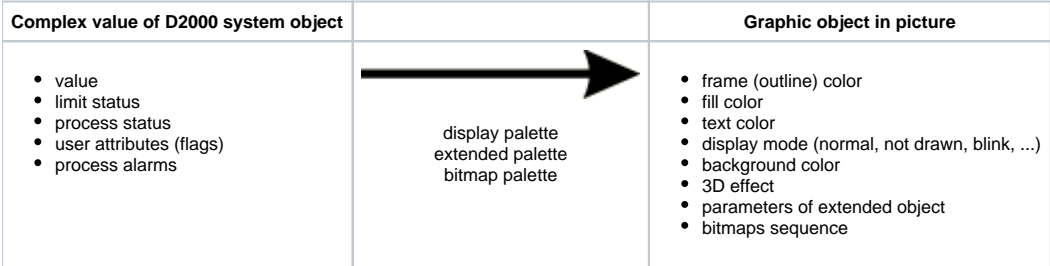 Complex value of D2000 system object
Graphic object in picture
• value
• limit status
• process status
• user attributes (flags)
• process alarms
display palette
extended palette
bitmap palette
• frame (outline) color
• fill color
• text color
• display mode (normal, not drawn, blink, ...)
• background color
• 3D effect
• parameters of extended object
• bitmaps sequence